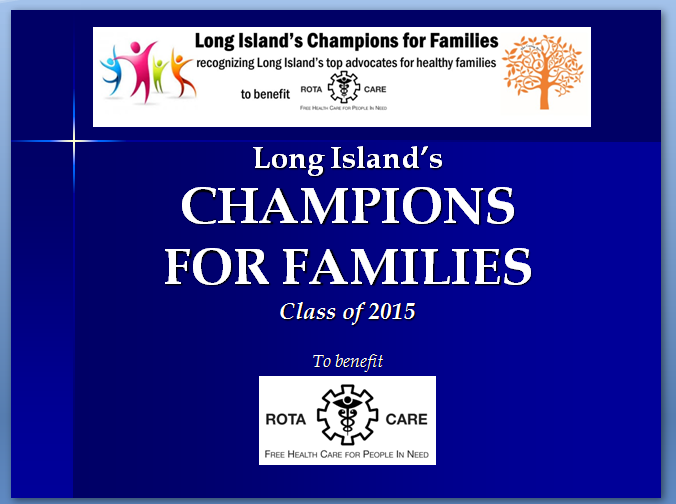 Long Island's Champions for Families
recognizing Long Island's top advocates for healthy families
to benefit ROTA CARE
FREE HEALTH CARE FOR PEOPLE IN NEED
Long Island's
CHAMPIONS
FOR FAMILIES
Class of 2015
To benefit
ROTA CARE
FREE HEALTH CARE FOR PEOPLE IN NEED